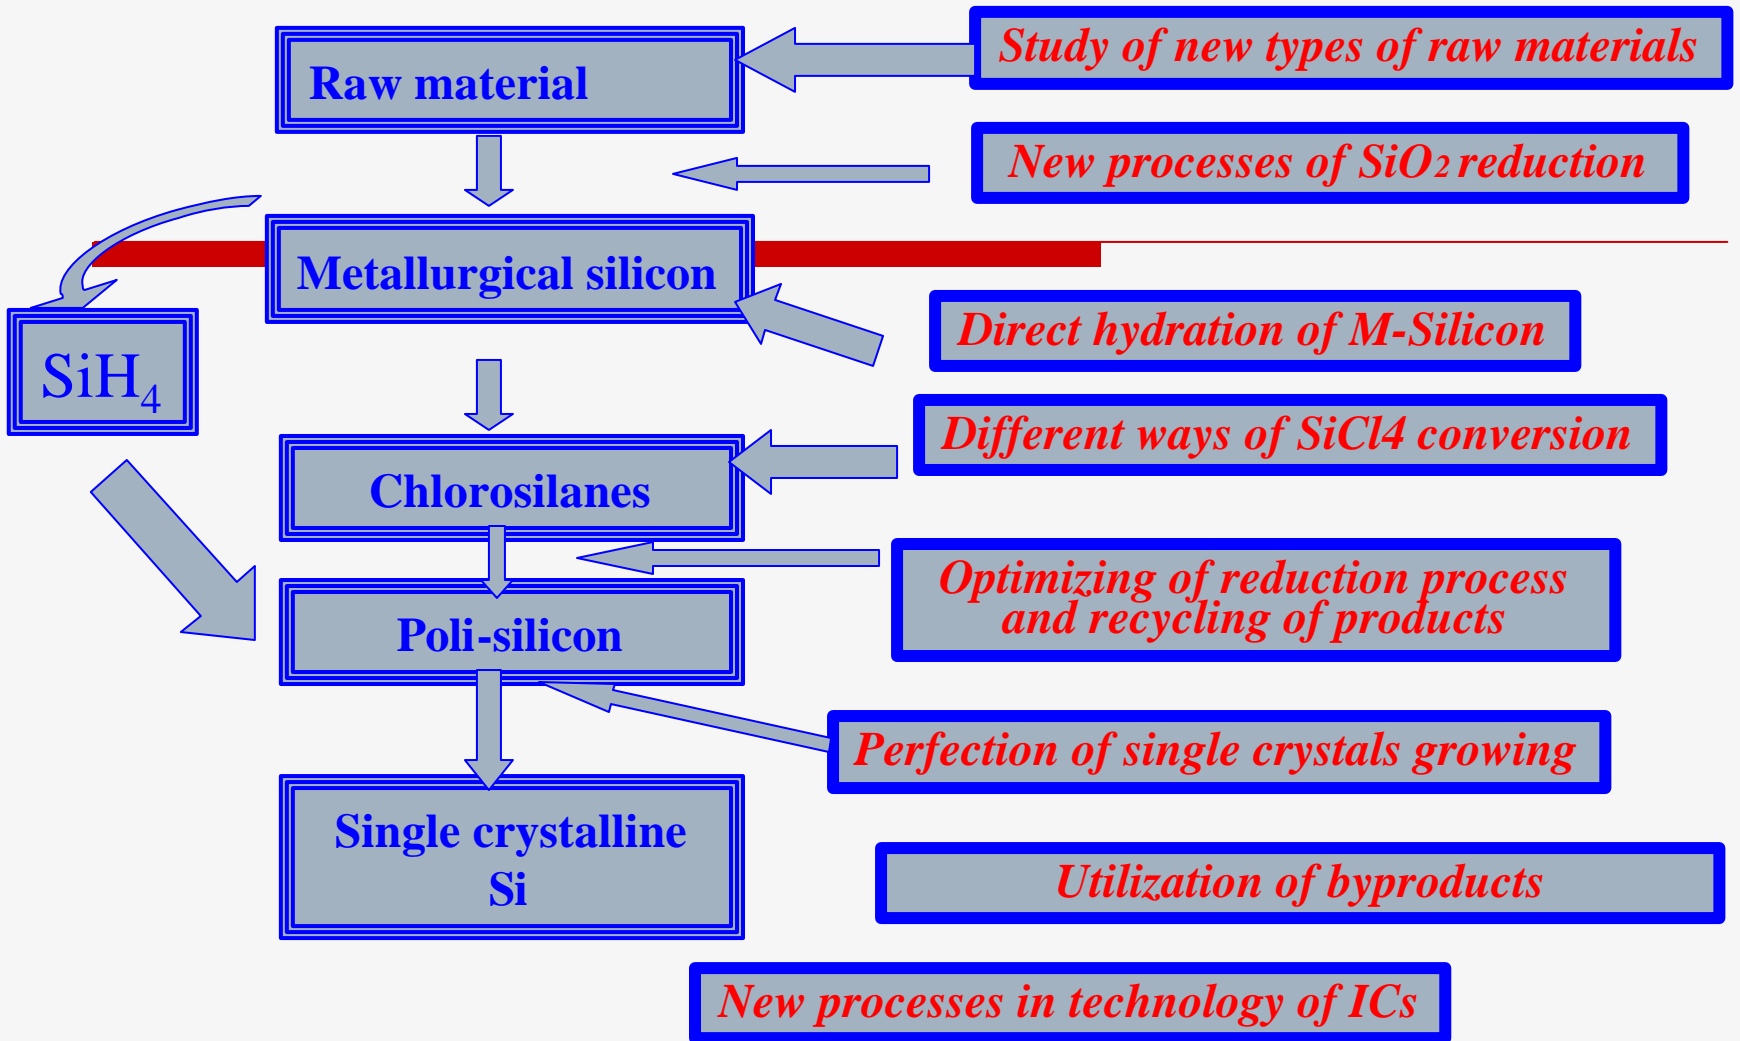 Study of new types of raw materials
Raw material
New processes of SiO₂ reduction
Metallurgical silicon
Direct hydration of M-Silicon
SiH₄
Different ways of SiCl4 conversion
Chlorosilanes
Optimizing of reduction process
and recycling of products
Poli-silicon
Perfection of single crystals growing
Single crystalline
Si
Utilization of byproducts
New processes in technology of ICs